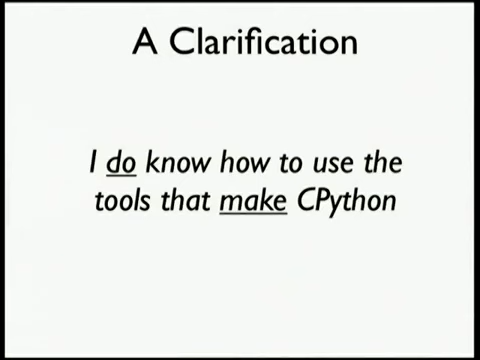 A Clarification
I do know how to use the
tools that make CPython